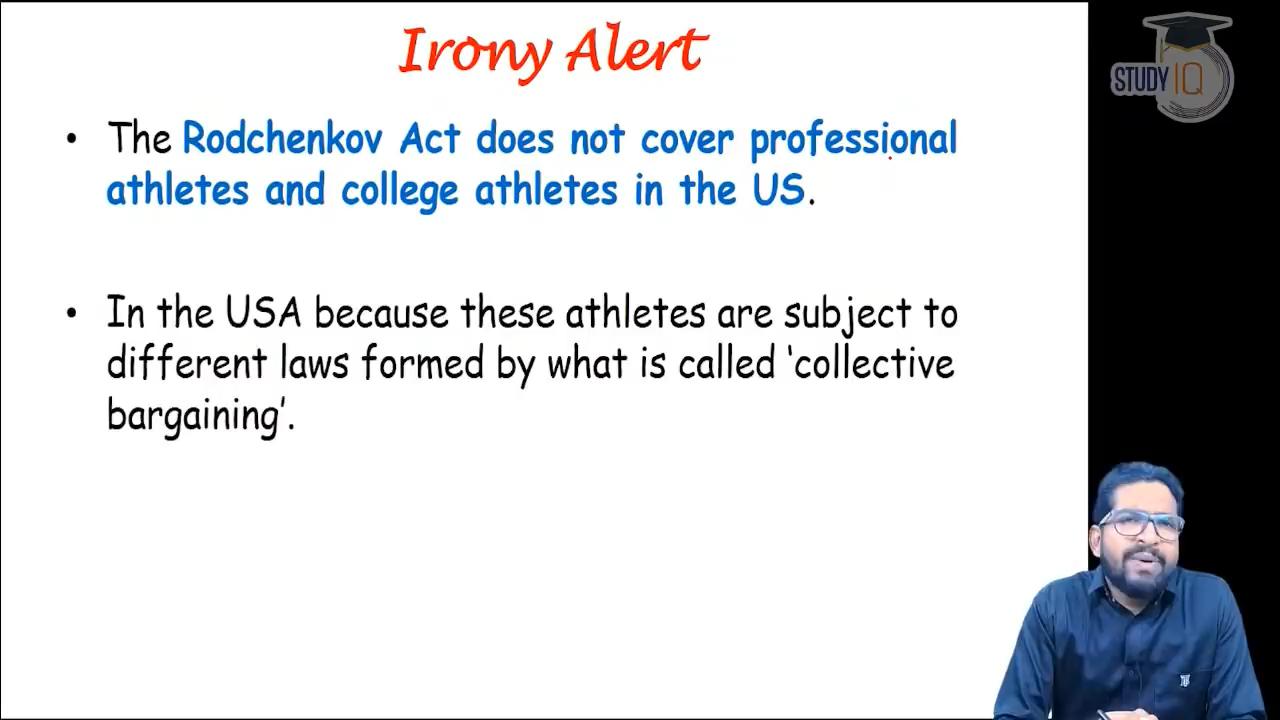 Irony Alert
STUDY IQ
• The Rodchenkov Act does not cover professional
athletes and college athletes in the US.
• In the USA because these athletes are subject to
different laws formed by what is called ‘collective
bargaining’.